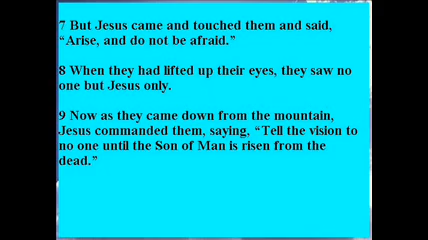 7 But Jesus came and touched them and said,
“Arise, and do not be afraid.”
8 When they had lifted up their eyes, they saw no
one but Jesus only.
9 Now as they came down from the mountain,
Jesus commanded them, saying, “Tell the vision to
no one until the Son of Man is risen from the
dead.”